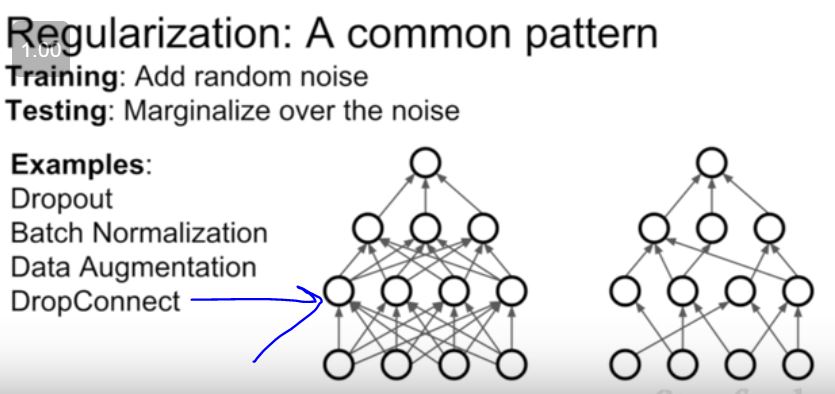 Regularization: A common pattern
1.00
Training: Add random noise
Testing: Marginalize over the noise
Examples:
Dropout
Batch Normalization
Data Augmentation
DropConnect